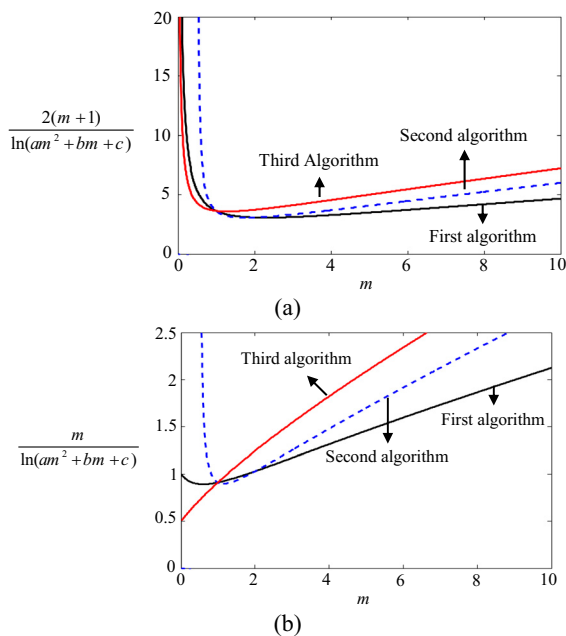 20
15
10
5
0
2(m+1)
ln(am²+bm+c)
Second algorithm
Third Algorithm
First algorithm
0 2 4 6 8 10
m
(a)
2.5
2
1.5
1
0.5
0
m
ln(am²+bm+c)
Third algorithm
First algorithm
Second algorithm
0 2 4 6 8 10
m
(b)